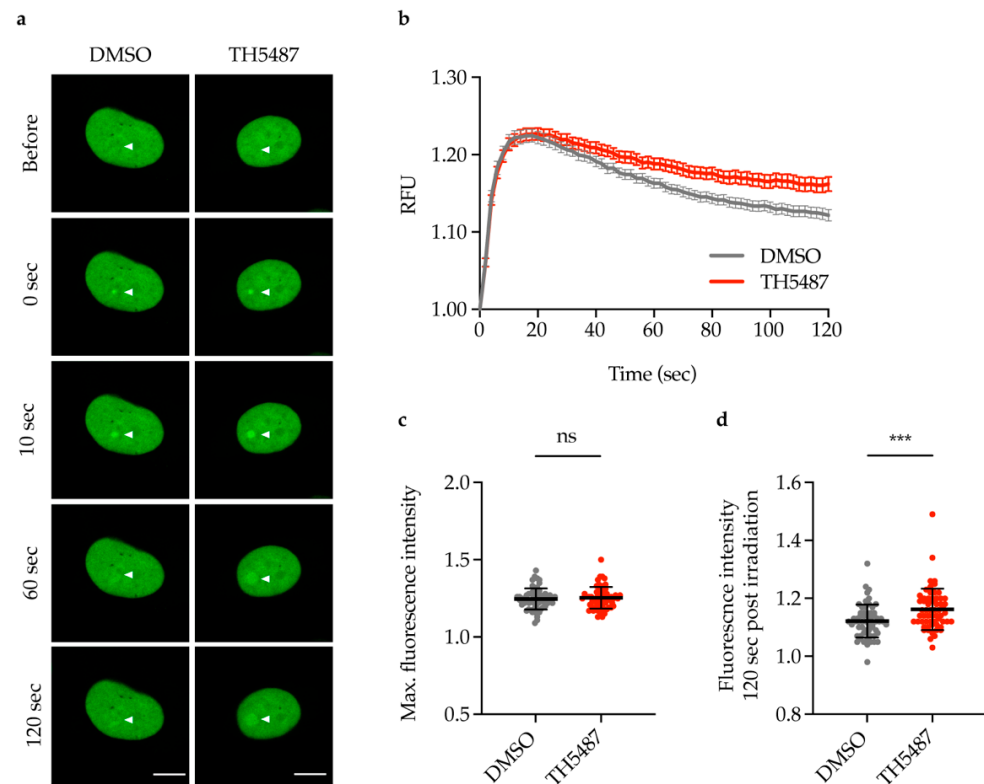 a
DMSO TH5487
Before
0 sec
10 sec
60 sec
120 sec
b
1.30
1.20
1.10
1.00
RFU
0 20 40 60 80 100 120
Time (sec)
DMSO
TH5487
c
ns
2.0
1.5
1.0
0.5
Max. fluorescence intensity
DMSO
TH5487
d
***
1.6
1.4
1.2
1.0
0.8
Fluorescnce intensity
120 sec post irradiation
DMSO
TH5487